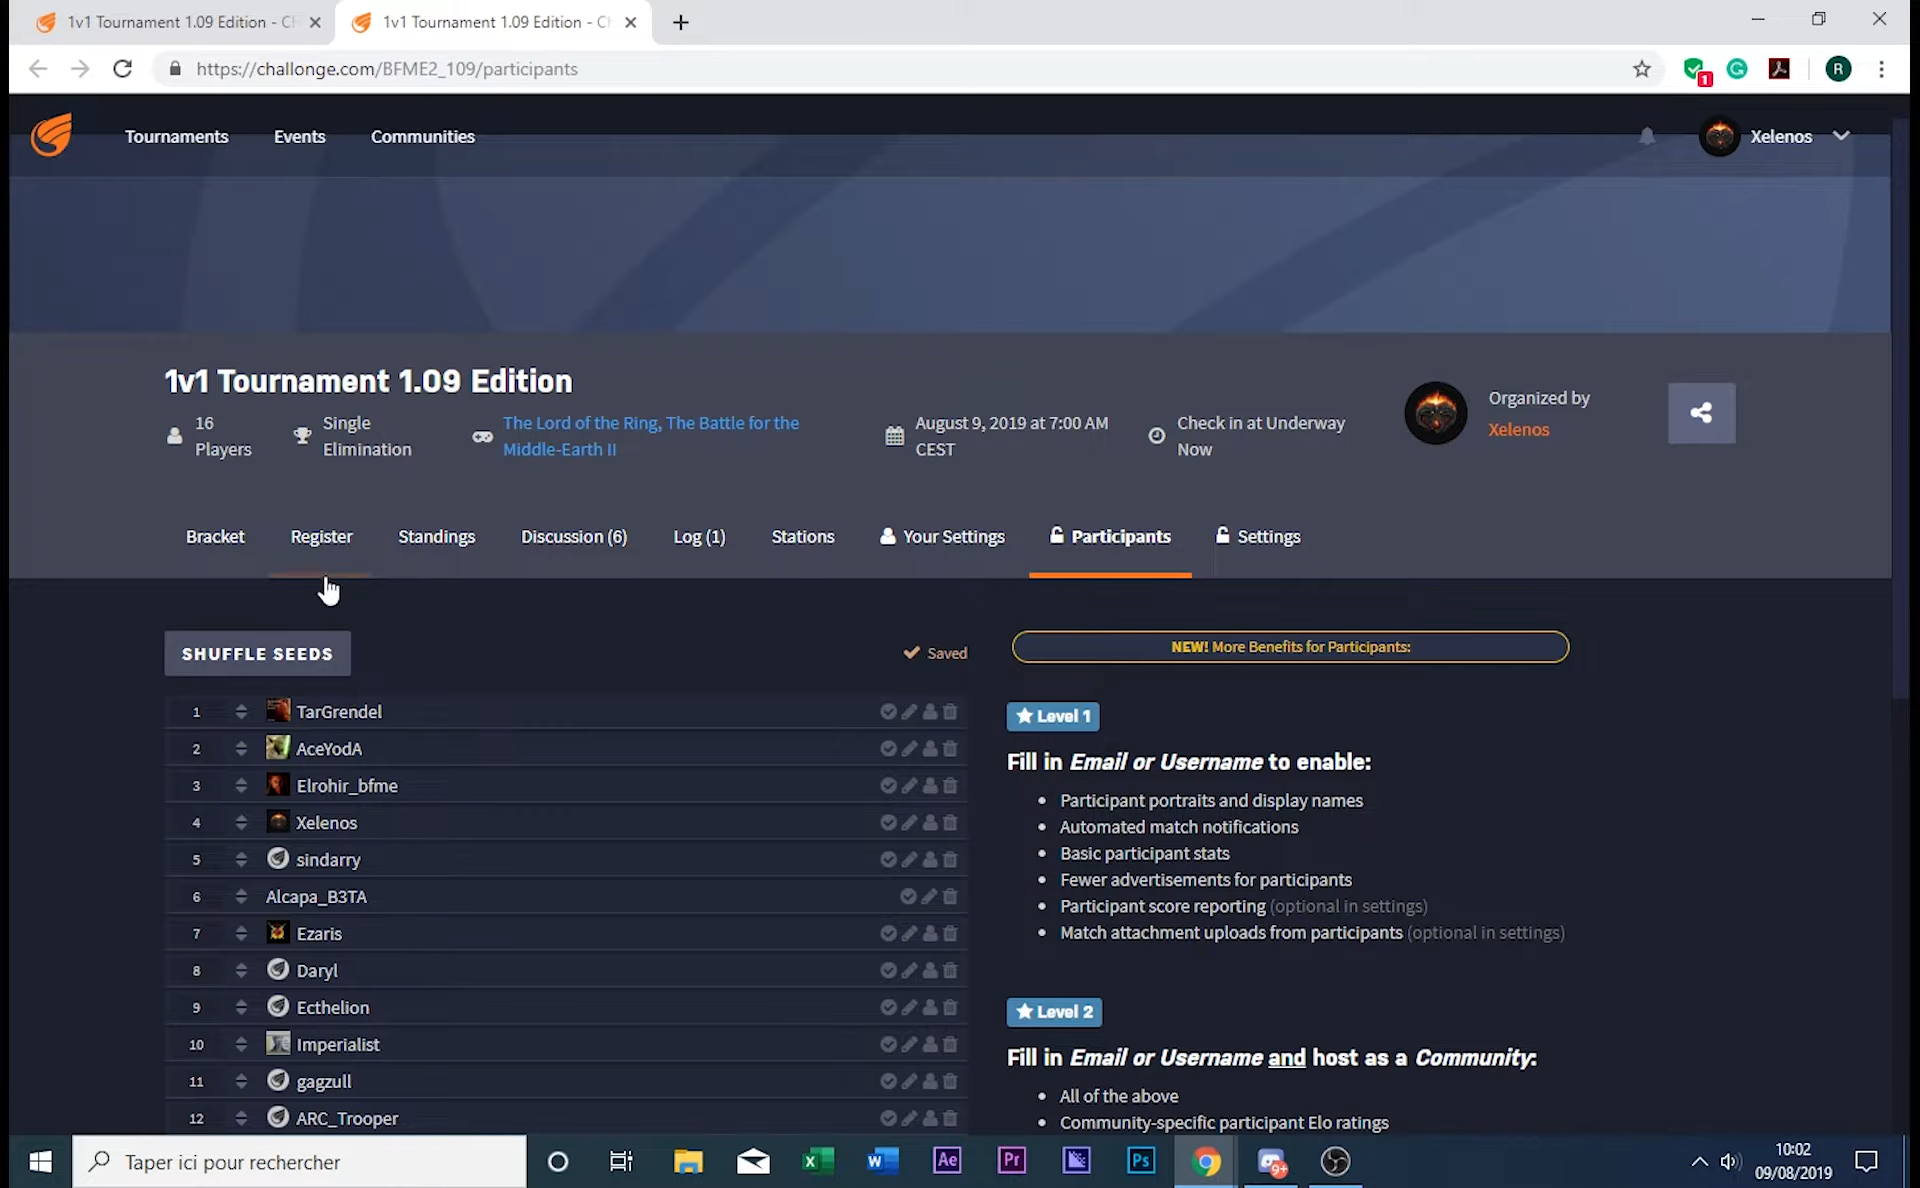 1v1 Tournament 1.09 Edition - Ch
1v1 Tournament 1.09 Edition - Ch
https://challonge.com/BFME2_109/participants
1
R
Tournaments
Events
Communities
Xelenos
1v1 Tournament 1.09 Edition
16 Players
Single Elimination
The Lord of the Ring, The Battle for the
Middle-Earth II
August 9, 2019 at 7:00 AM
CEST
Check in at Underway
Now
Organized by
Xelenos
Bracket
Register
Standings
Discussion (6)
Log (1)
Stations
Your Settings
Participants
Settings
SHUFFLE SEEDS
Saved
1 TarGrendel
2 AceYodA
3 Elrohir_bfme
4 Xelenos
5 sindarry
6 Alcapa_B3TA
7 Ezaris
8 Daryl
9 Ecthelion
10 Imperialist
11 gagzull
12 ARC_Trooper
NEW! More Benefits for Participants:
Level 1
Fill in Email or Username to enable:
• Participant portraits and display names
• Automated match notifications
• Basic participant stats
• Fewer advertisements for participants
• Participant score reporting (optional in settings)
• Match attachment uploads from participants (optional in settings)
Level 2
Fill in Email or Username and host as a Community:
• All of the above
• Community-specific participant Elo ratings
Taper ici pour rechercher
Ae
Pr
Ps
9+
10:02
09/08/2019